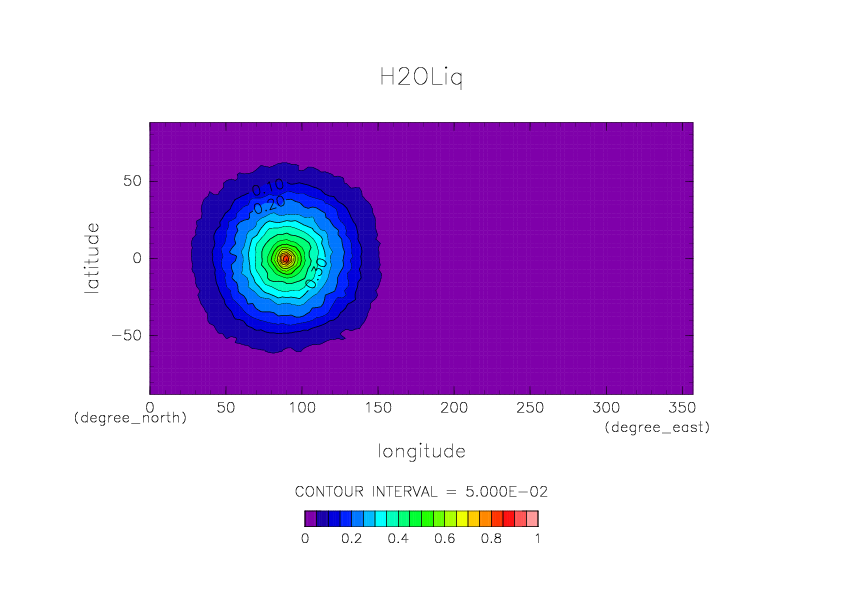 H2OLiq
0.10
0.20
0.30
latitude
50
0
−50
0 50 100 150 200 250 300 350
(degree_north)
(degree_east)
longitude
CONTOUR INTERVAL = 5.000E−02
0 0.2 0.4 0.6 0.8 1